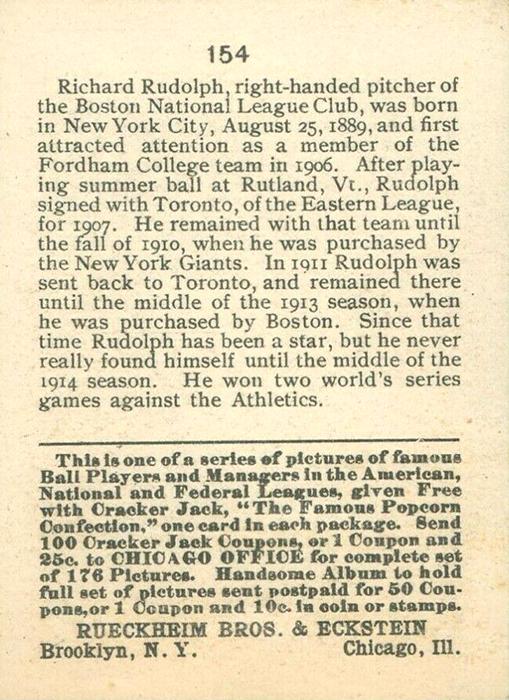 154
Richard Rudolph, right-handed pitcher of
the Boston National League Club, was born
in New York City, August 25, 1889, and first
attracted attention as a member of the
Fordham College team in 1906. After play-
ing summer ball at Rutland, Vt., Rudolph
signed with Toronto, of the Eastern League,
for 1907. He remained with that team until
the fall of 1910, when he was purchased by
the New York Giants. In 1911 Rudolph was
sent back to Toronto, and remained there
until the middle of the 1913 season, when
he was purchased by Boston. Since that
time Rudolph has been a star, but he never
really found himself until the middle of the
1914 season. He won two world's series
games against the Athletics.
This is one of a series of pictures of famous
Ball Players and Managers in the American,
National and Federal Leagues, given Free
with Cracker Jack, "The Famous Popcorn
Confection," one card in each package. Send
100 Cracker Jack Coupons, or 1 Coupon and
25c. to CHICAGO OFFICE for complete set
of 176 Pictures. Handsome Album to hold
full set of pictures sent postpaid for 50 Cou-
pons, or 1 Coupon and 10c. in coin or stamps.
RUECKHEIM BROS. & ECKSTEIN
Brooklyn, N. Y. Chicago, Ill.